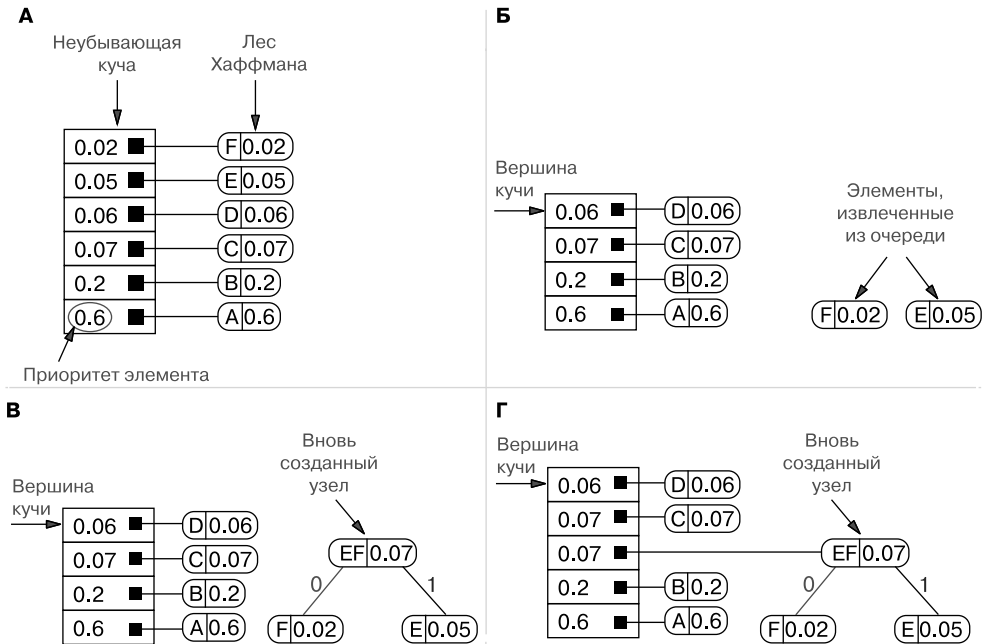 А
Неубывающая
куча
Лес
Хаффмана
0.02 F 0.02
0.05 E 0.05
0.06 D 0.06
0.07 C 0.07
0.2 B 0.2
0.6 A 0.6
Приоритет элемента
Б
Вершина
кучи
0.06 D 0.06
0.07 C 0.07
0.2 B 0.2
0.6 A 0.6
Элементы,
извлеченные
из очереди
F 0.02 E 0.05
В
Вершина
кучи
0.06 D 0.06
0.07 C 0.07
0.2 B 0.2
0.6 A 0.6
Вновь
созданный
узел
EF 0.07
0 1
F 0.02 E 0.05
Г
Вершина
кучи
0.06 D 0.06
0.07 C 0.07
0.07 EF 0.07
0.2 B 0.2
0.6 A 0.6
Вновь
созданный
узел
0 1
F 0.02 E 0.05